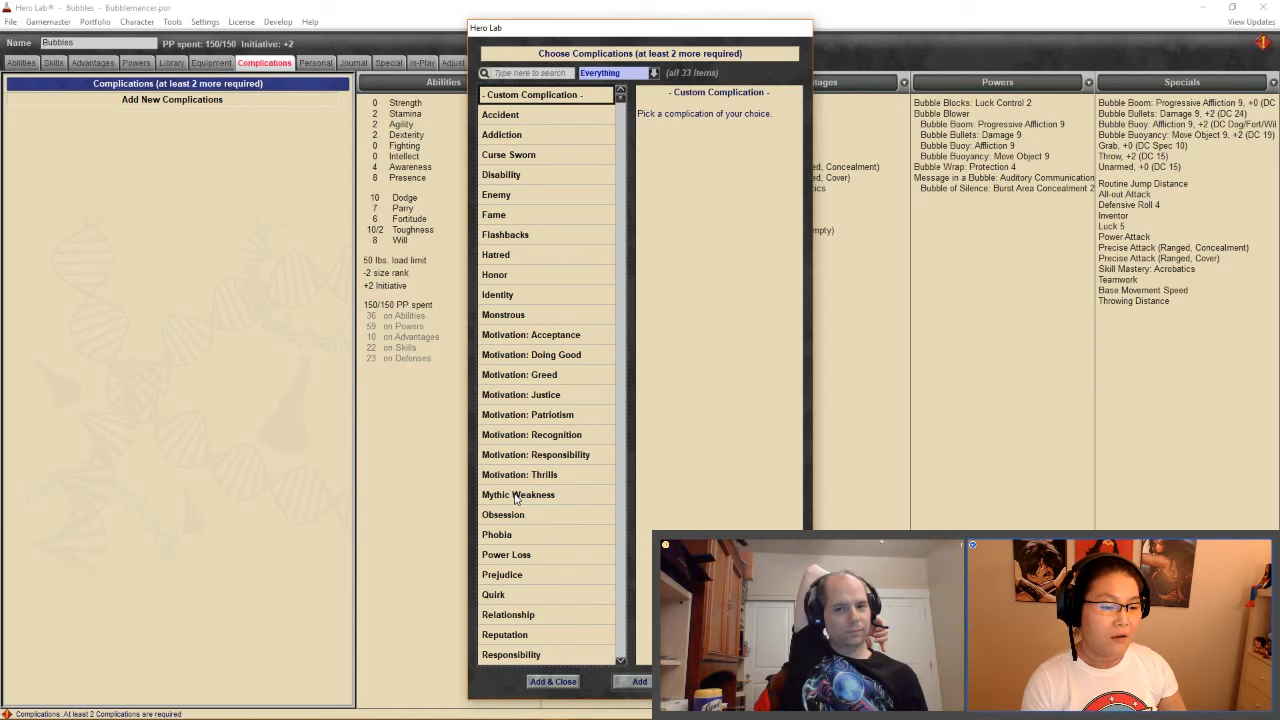 Hero Lab - Bubbles - Bubblemancer.por
File Gamemaster Portfolio Character Tools Settings License Develop Help
View Updates
Name Bubbles PP spent: 150/150 Initiative: +2
Abilities Skills Advantages Powers Library Equipment Complications Personal Journal Special In-Play Adjust
Complications (at least 2 more required)
Add New Complications
Abilities
0 Strength
2 Stamina
2 Agility
2 Dexterity
0 Fighting
0 Intellect
4 Awareness
8 Presence
10 Dodge
7 Parry
6 Fortitude
10/2 Toughness
8 Will
50 lbs. load limit
-2 size rank
+2 Initiative
150/150 PP spent
36 on Abilities
59 on Powers
10 on Advantages
22 on Skills
23 on Defenses
Hero Lab
Choose Complications (at least 2 more required)
Type here to search Everything (all 33 items)
- Custom Complication -
Accident
Addiction
Curse Sworn
Disability
Enemy
Fame
Flashbacks
Hatred
Honor
Identity
Monstrous
Motivation: Acceptance
Motivation: Doing Good
Motivation: Greed
Motivation: Justice
Motivation: Patriotism
Motivation: Recognition
Motivation: Responsibility
Motivation: Thrills
Mythic Weakness
Obsession
Phobia
Power Loss
Prejudice
Quirk
Relationship
Reputation
Responsibility
Add & Close
Add
- Custom Complication -
Pick a complication of your choice.
tages
ed, Concealment)
ed, Cover)
tics
mpty)
Powers
Bubble Blocks: Luck Control 2
Bubble Blower
Bubble Boom: Progressive Affliction 9
Bubble Bullets: Damage 9
Bubble Buoy: Affliction 9
Bubble Buoyancy: Move Object 9
Bubble Wrap: Protection 4
Message in a Bubble: Auditory Communication
Bubble of Silence: Burst Area Concealment 2
Specials
Bubble Boom: Progressive Affliction 9, +0 (DC
Bubble Bullets: Damage 9, +2 (DC 24)
Bubble Buoy: Affliction 9, +2 (DC Dog/Fort/Wil
Bubble Buoyancy: Move Object 9, +2 (DC 19)
Grab, +0 (DC Spec 10)
Throw, +2 (DC 15)
Unarmed, +0 (DC 15)
Routine Jump Distance
All-out Attack
Defensive Roll 4
Inventor
Luck 5
Power Attack
Precise Attack (Ranged, Concealment)
Precise Attack (Ranged, Cover)
Skill Mastery: Acrobatics
Teamwork
Base Movement Speed
Throwing Distance
Complications: At least 2 Complications are required